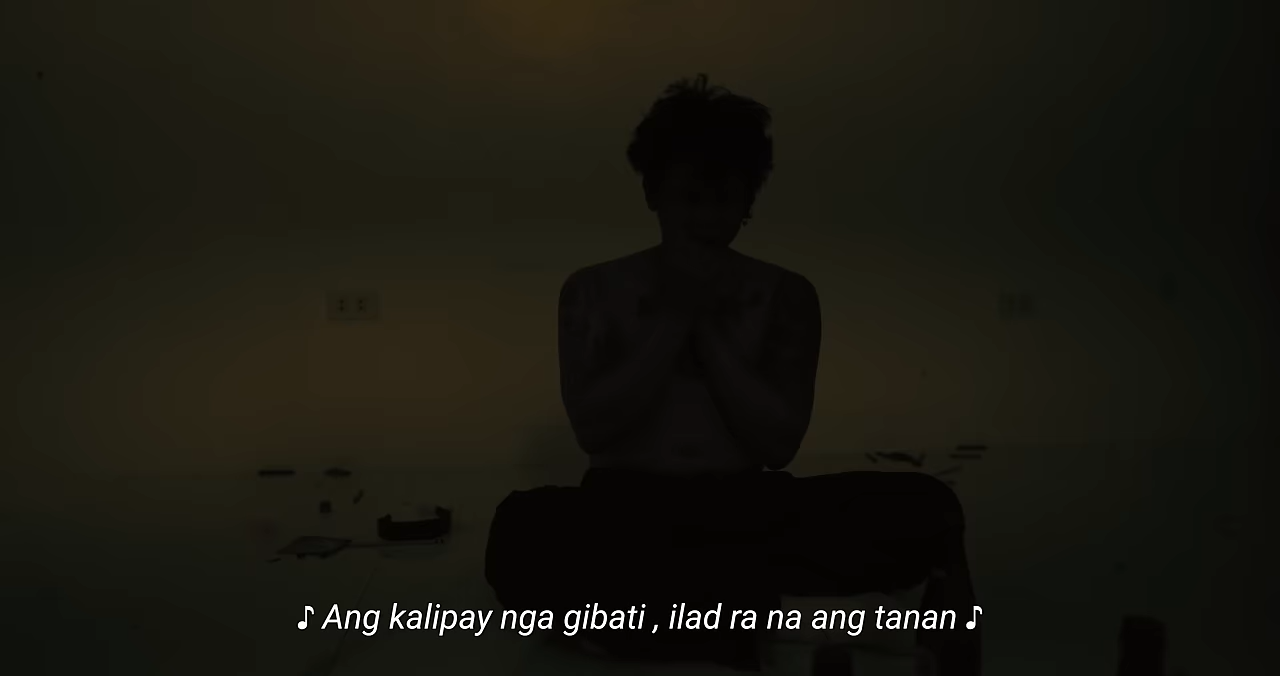 ♪ Ang kalipay nga gibati , ilad ra na ang tanan ♪